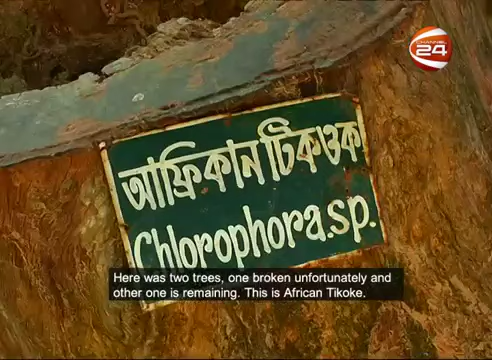 CHANNEL
24
আফ্রিকান টিকওক
Chlorophora.sp.
Here was two trees, one broken unfortunately and
other one is remaining. This is African Tikoke.